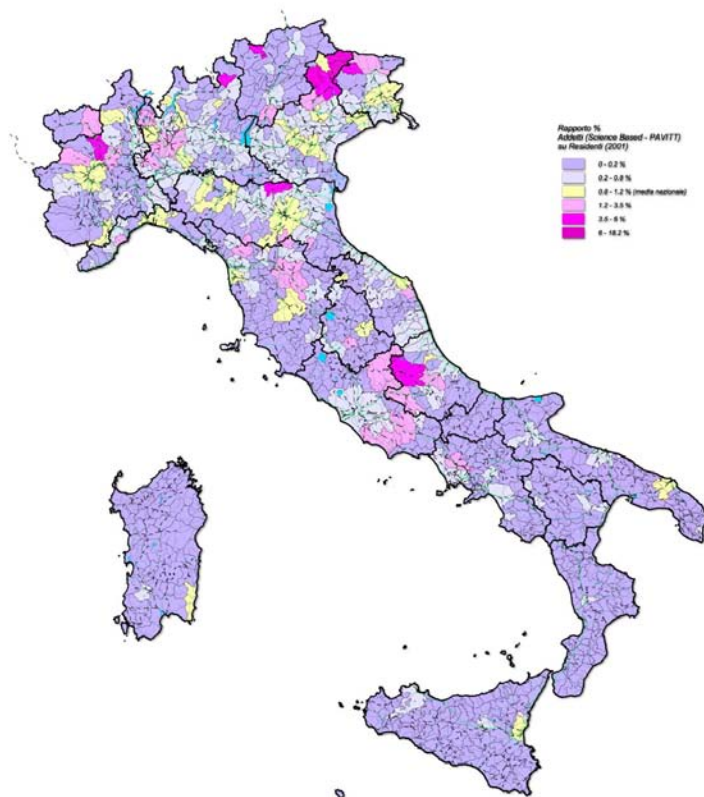 Rapporto %
Addetti (Science Based - PAVITT)
su Residenti (2001)
0 - 0.2 %
0.2 - 0.8 %
0.8 - 1.2 % (media nazionale)
1.2 - 3.5 %
3.5 - 6 %
6 - 18.2 %